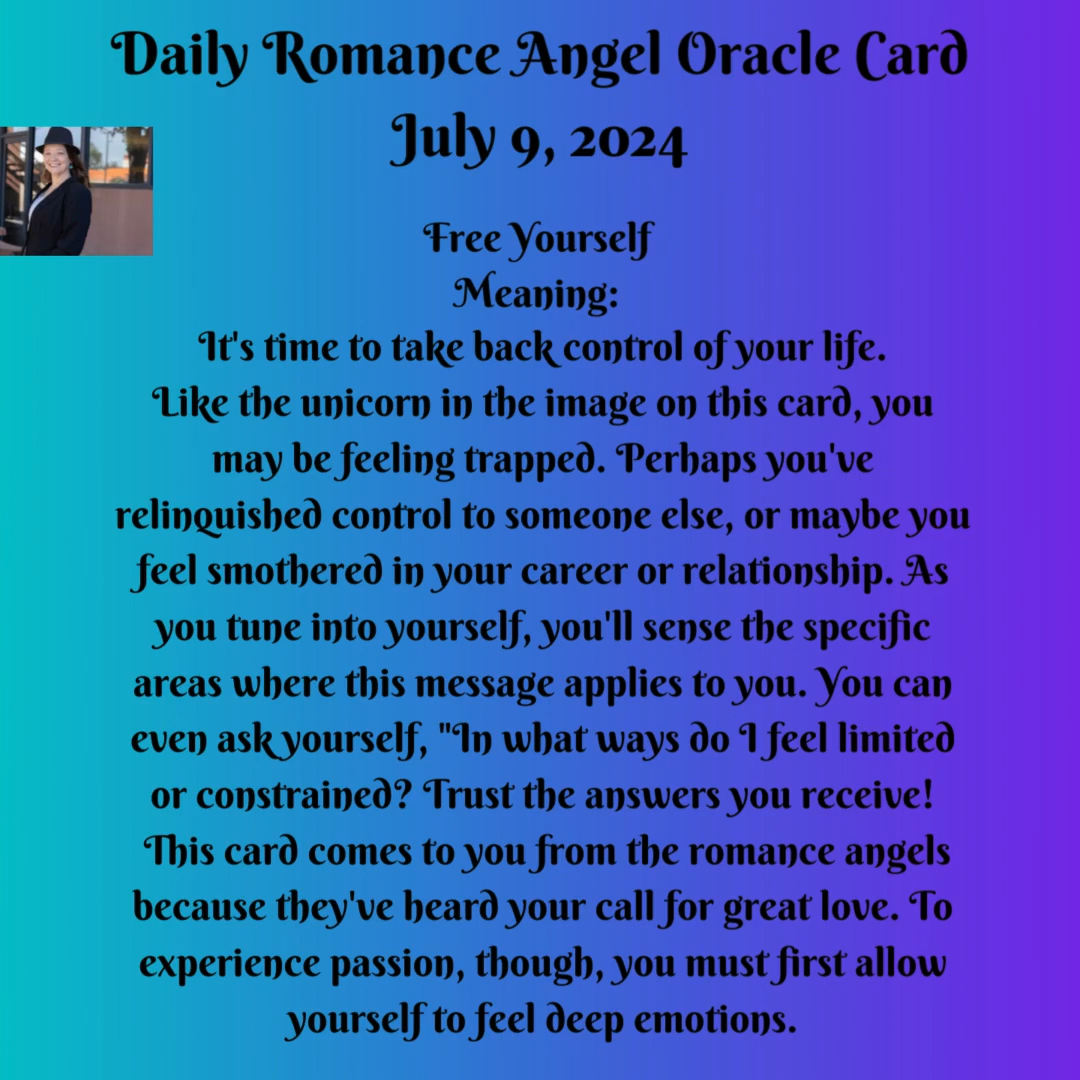 Daily Romance Angel Oracle Card
July 9, 2024
Free Yourself
Meaning:
It's time to take back control of your life.
Like the unicorn in the image on this card, you
may be feeling trapped. Perhaps you've
relinquished control to someone else, or maybe you
feel smothered in your career or relationship. As
you tune into yourself, you'll sense the specific
areas where this message applies to you. You can
even ask yourself, "In what ways do I feel limited
or constrained? Trust the answers you receive!
This card comes to you from the romance angels
because they've heard your call for great love. To
experience passion, though, you must first allow
yourself to feel deep emotions.